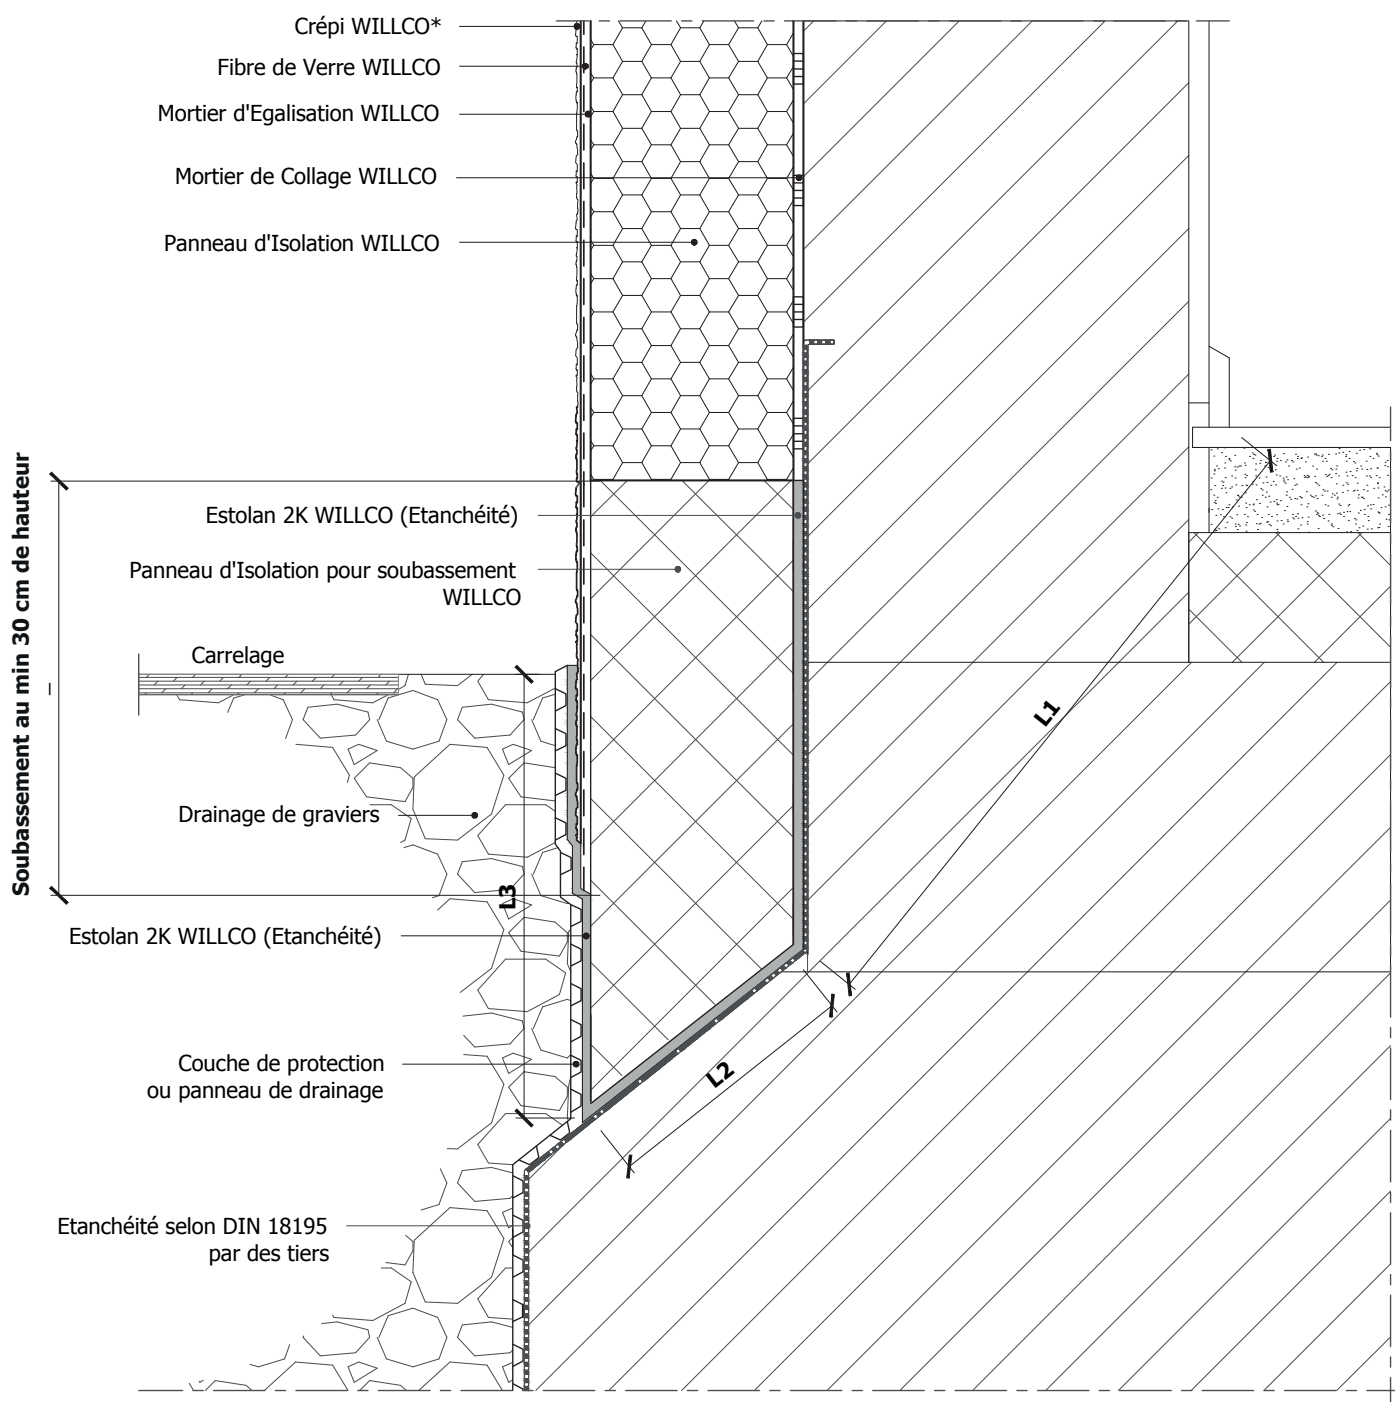 Crépi WILLCO*
Fibre de Verre WILLCO
Mortier d'Egalisation WILLCO
Mortier de Collage WILLCO
Panneau d'Isolation WILLCO
Soubassement au min 30 cm de hauteur
Estolan 2K WILLCO (Etanchéité)
Panneau d'Isolation pour soubassement
WILLCO
Carrelage
L1
Drainage de graviers
L3
Estolan 2K WILLCO (Etanchéité)
Couche de protection
ou panneau de drainage
L2
Etanchéité selon DIN 18195
par des tiers